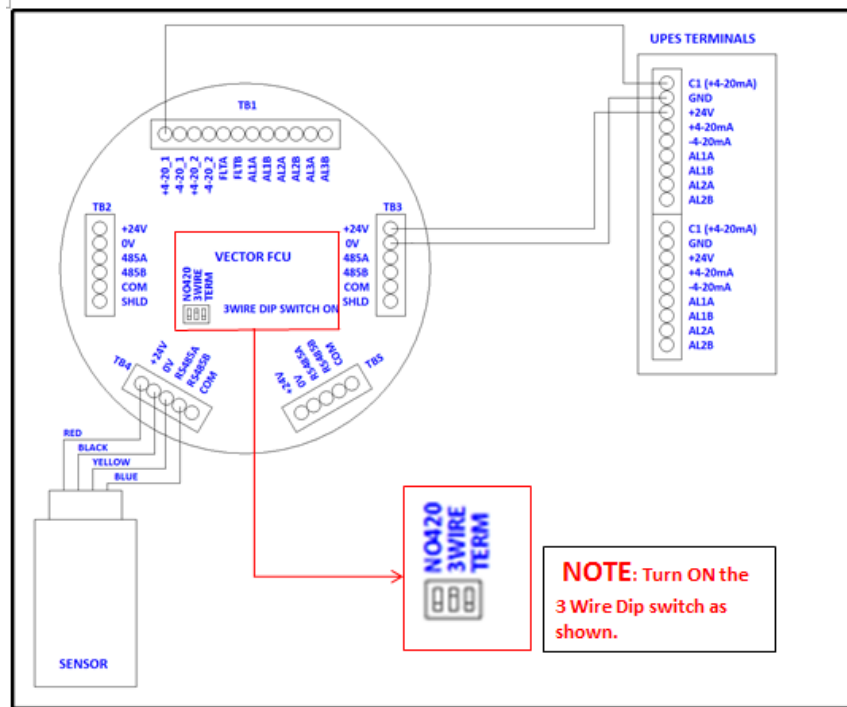 UPES TERMINALS
TB1
+4-20_1
-4-20_1
+4-20_2
-4-20_2
FLTA
FLTB
AL1A
AL1B
AL2A
AL2B
AL3A
AL3B
C1 (+4-20mA)
GND
+24V
+4-20mA
-4-20mA
AL1A
AL1B
AL2A
AL2B
C1 (+4-20mA)
GND
+24V
+4-20mA
-4-20mA
AL1A
AL1B
AL2A
AL2B
TB2
+24V
0V
485A
485B
COM
SHLD
TB3
+24V
0V
485A
485B
COM
SHLD
VECTOR FCU
NO420
3WIRE
TERM
3WIRE DIP SWITCH ON
TB4
+24V
0V
RS485A
RS485B
COM
TB5
+24V
0V
RS485A
RS485B
COM
RED
BLACK
YELLOW
BLUE
SENSOR
NO420
3WIRE
TERM
NOTE: Turn ON the
3 Wire Dip switch as
shown.